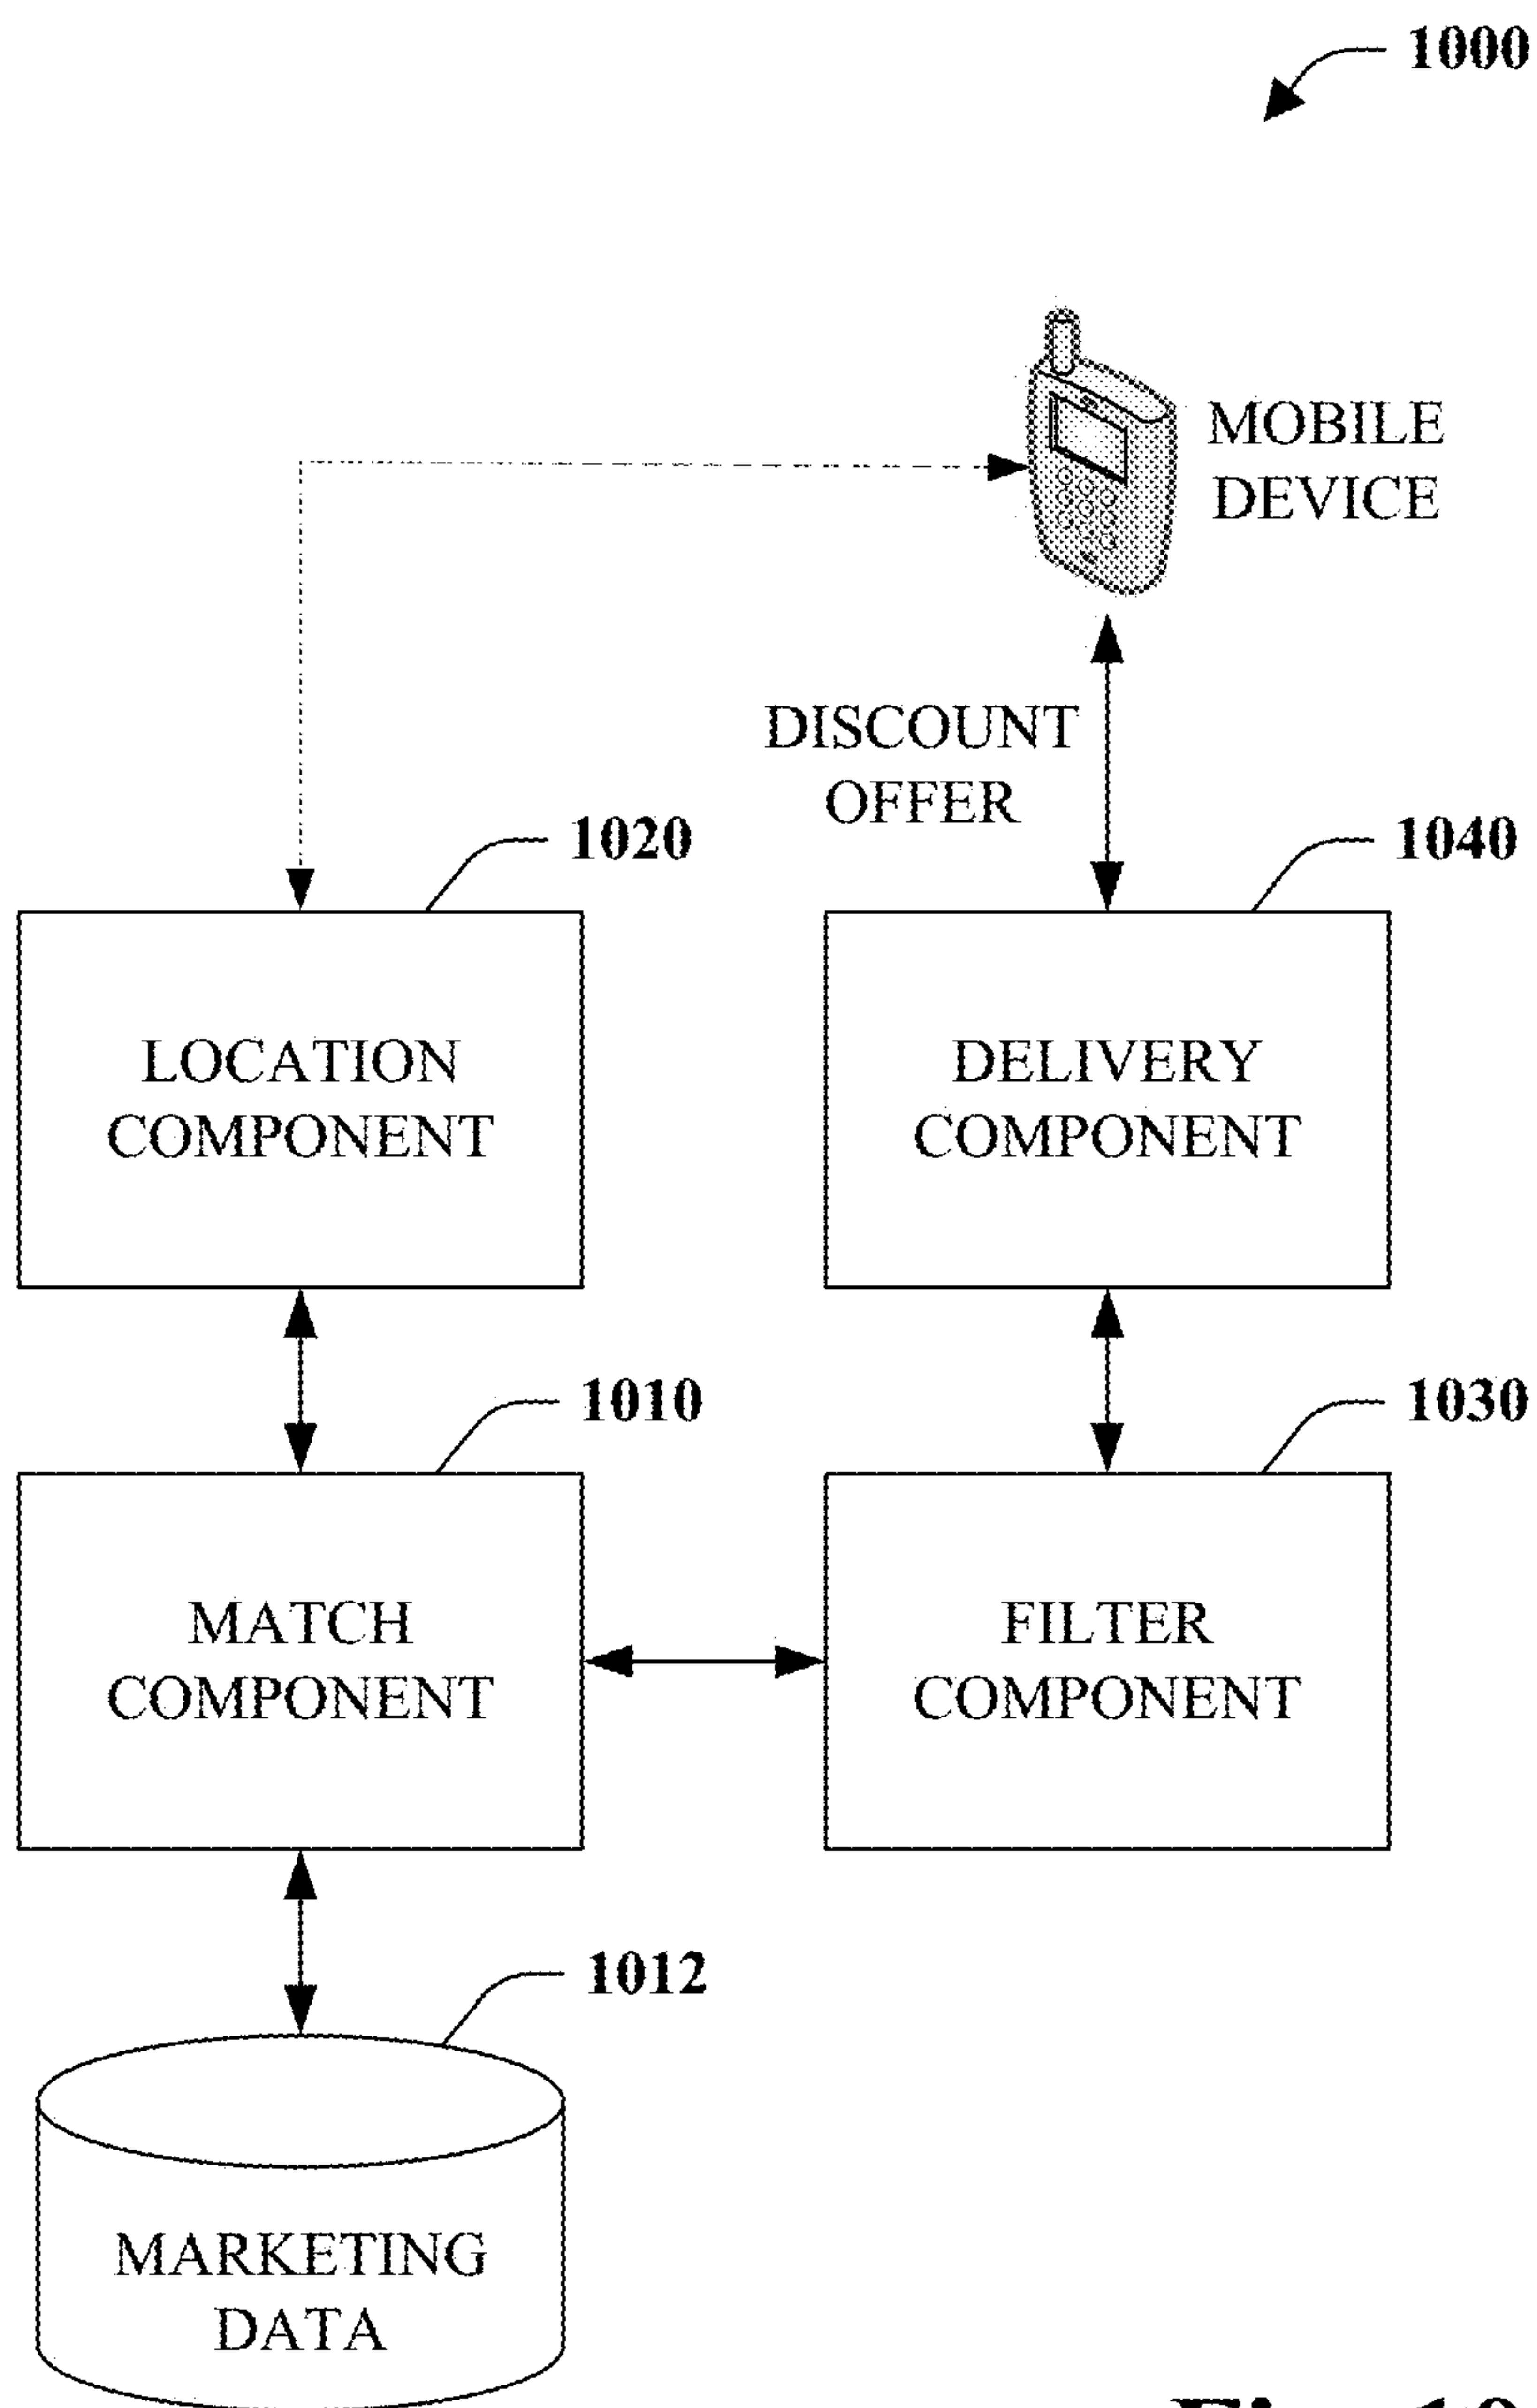 1000
MOBILE
DEVICE
DISCOUNT
OFFER
1020
1040
LOCATION
COMPONENT
DELIVERY
COMPONENT
1010
1030
MATCH
COMPONENT
FILTER
COMPONENT
1012
MARKETING
DATA